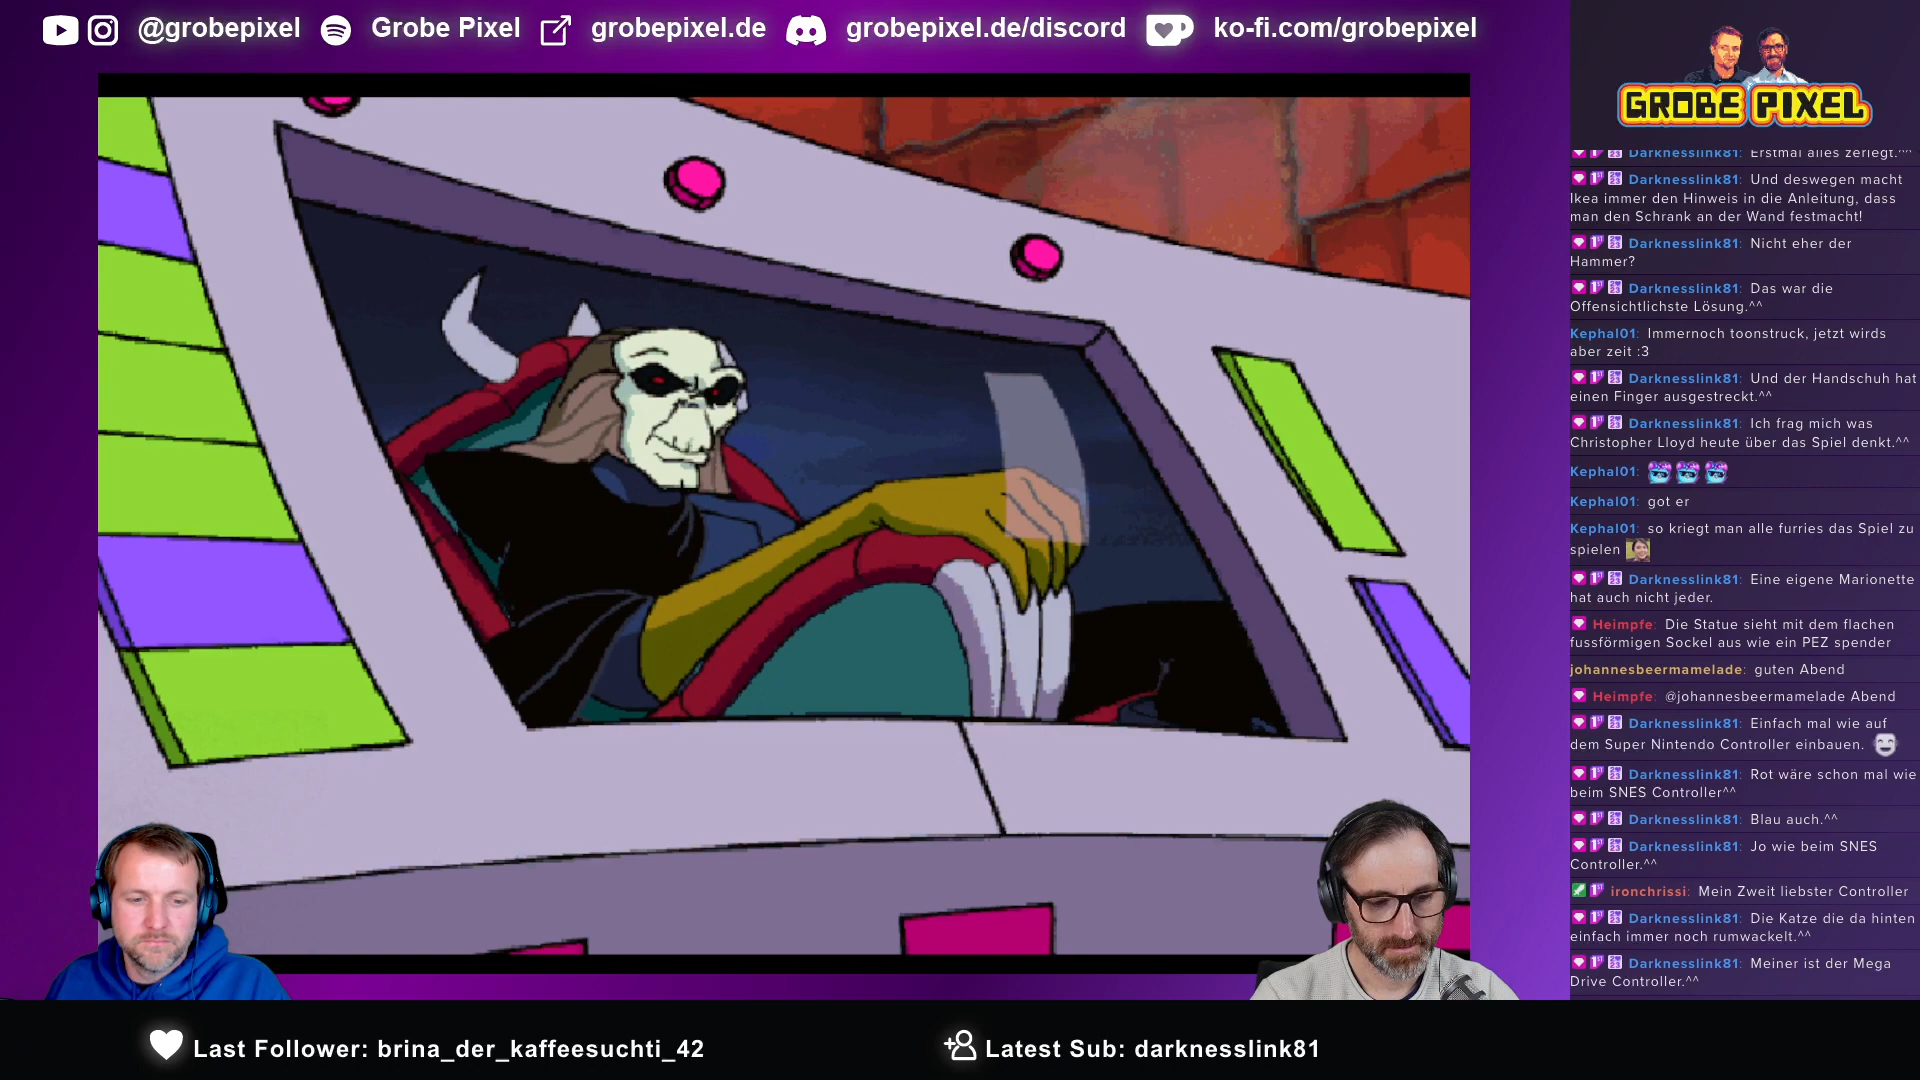 @grobepixel Grobe Pixel grobepixel.de grobepixel.de/discord ko-fi.com/grobepixel
GROBE PIXEL
Darknesslink81: Erstmal alles zerlegt.^^
Darknesslink81: Und deswegen macht
Ikea immer den Hinweis in die Anleitung, dass
man den Schrank an der Wand festmacht!
Darknesslink81: Nicht eher der
Hammer?
Darknesslink81: Das war die
Offensichtlichste Lösung.^^
Kephal01: Immernoch toonstruck, jetzt wirds
aber zeit :3
Darknesslink81: Und der Handschuh hat
einen Finger ausgestreckt.^^
Darknesslink81: Ich frag mich was
Christopher Lloyd heute über das Spiel denkt.^^
Kephal01:
Kephal01: got er
Kephal01: so kriegt man alle furries das Spiel zu
spielen
Darknesslink81: Eine eigene Marionette
hat auch nicht jeder.
Heimpfe: Die Statue sieht mit dem flachen
fussförmigen Sockel aus wie ein PEZ spender
johannesbeermamelade: guten Abend
Heimpfe: @johannesbeermamelade Abend
Darknesslink81: Einfach mal wie auf
dem Super Nintendo Controller einbauen.
Darknesslink81: Rot wäre schon mal wie
beim SNES Controller^^
Darknesslink81: Blau auch.^^
Darknesslink81: Jo wie beim SNES
Controller.^^
ironchrissi: Mein Zweit liebster Controller
Darknesslink81: Die Katze die da hinten
einfach immer noch rumwackelt.^^
Darknesslink81: Meiner ist der Mega
Drive Controller.^^
Last Follower: brina_der_kaffeesuchti_42
Latest Sub: darknesslink81